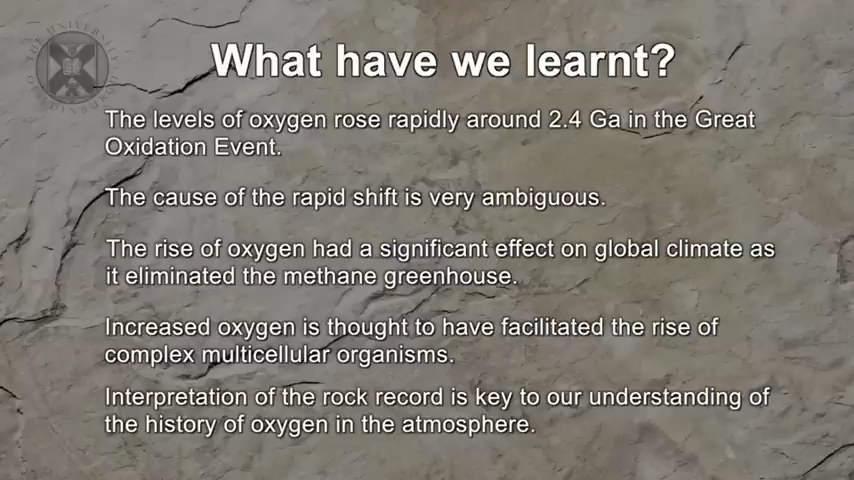 What have we learnt?
The levels of oxygen rose rapidly around 2.4 Ga in the Great
Oxidation Event.
The cause of the rapid shift is very ambiguous.
The rise of oxygen had a significant effect on global climate as
it eliminated the methane greenhouse.
Increased oxygen is thought to have facilitated the rise of
complex multicellular organisms.
Interpretation of the rock record is key to our understanding of
the history of oxygen in the atmosphere.